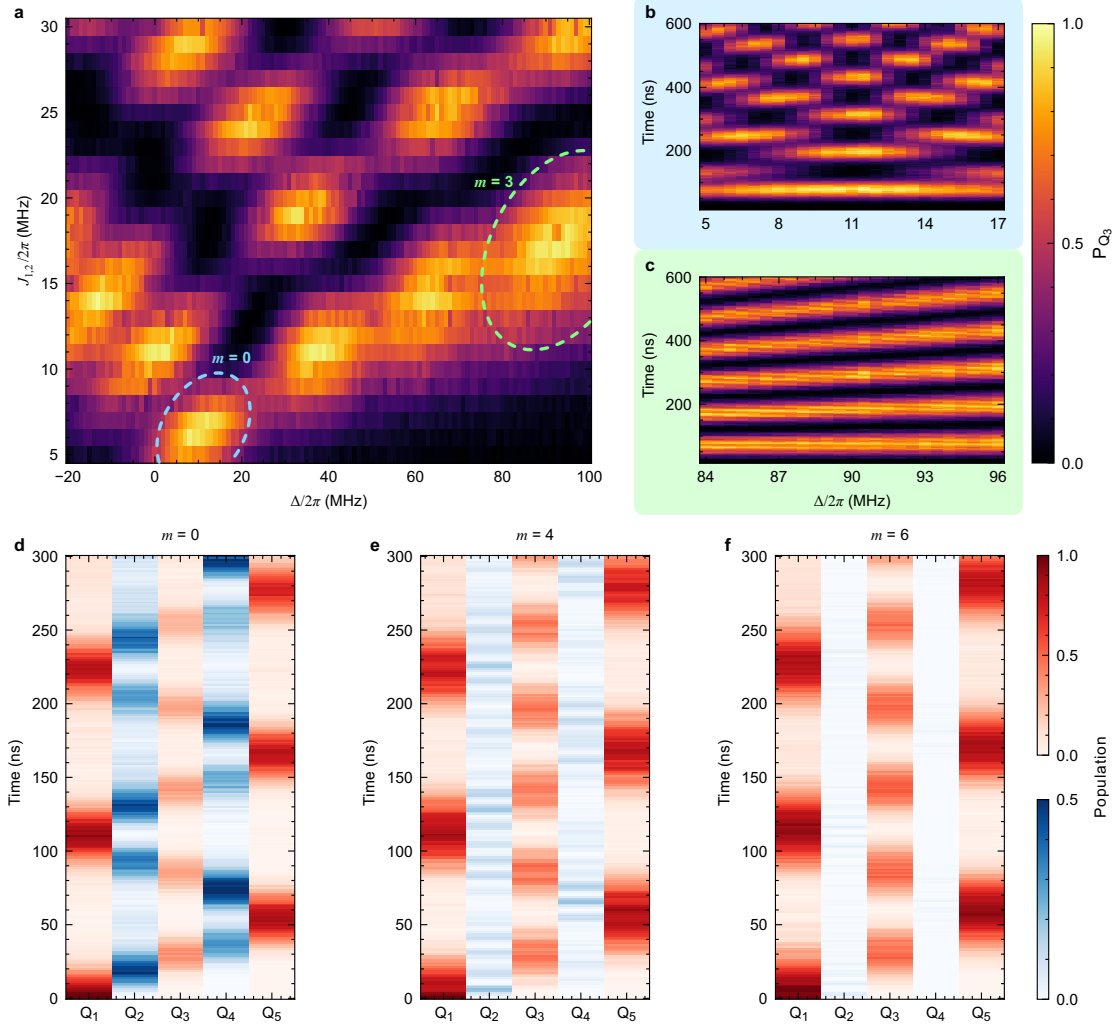 a
30
25
20
15
10
5
J1,2/2π (MHz)
m = 3
m = 0
−20
0
20
40
60
80
100
Δ/2π (MHz)
b
600
400
200
Time (ns)
5
8
11
14
17
c
600
400
200
Time (ns)
84
87
90
93
96
Δ/2π (MHz)
1.0
0.5
0.0
PQ3
d
m = 0
300
250
200
150
100
50
0
Time (ns)
Q1
Q2
Q3
Q4
Q5
e
m = 4
300
250
200
150
100
50
0
Time (ns)
Q1
Q2
Q3
Q4
Q5
f
m = 6
300
250
200
150
100
50
0
Time (ns)
Q1
Q2
Q3
Q4
Q5
1.0
0.5
0.0
0.5
0.0
Population